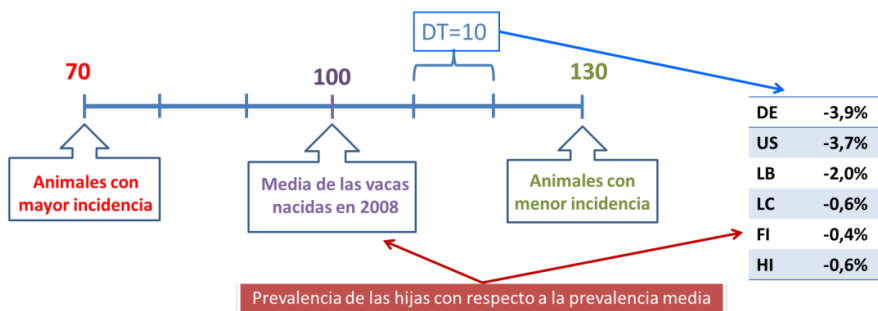 DT=10
70
100
130
Animales con
mayor incidencia
Media de las vacas
nacidas en 2008
Animales con
menor incidencia
DE -3,9%
US -3,7%
LB -2,0%
LC -0,6%
FI -0,4%
HI -0,6%
Prevalencia de las hijas con respecto a la prevalencia media